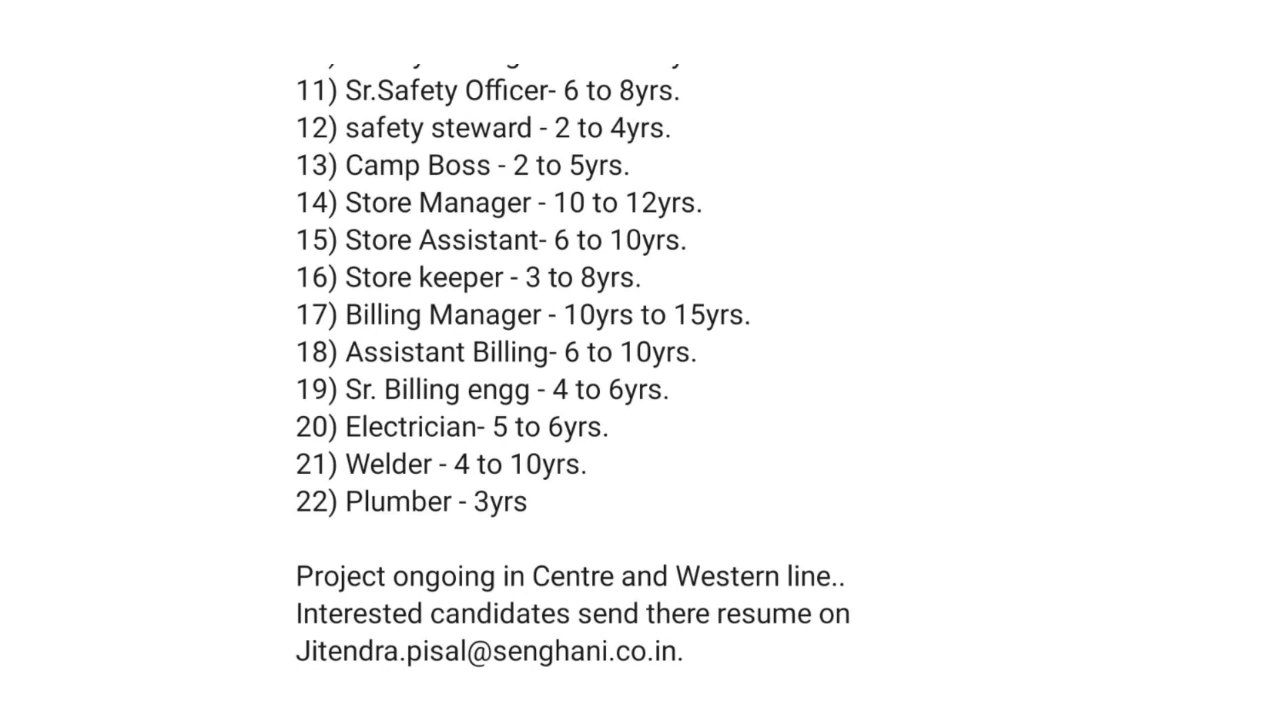 11) Sr.Safety Officer- 6 to 8yrs.
12) safety steward - 2 to 4yrs.
13) Camp Boss - 2 to 5yrs.
14) Store Manager - 10 to 12yrs.
15) Store Assistant- 6 to 10yrs.
16) Store keeper - 3 to 8yrs.
17) Billing Manager - 10yrs to 15yrs.
18) Assistant Billing- 6 to 10yrs.
19) Sr. Billing engg - 4 to 6yrs.
20) Electrician- 5 to 6yrs.
21) Welder - 4 to 10yrs.
22) Plumber - 3yrs
Project ongoing in Centre and Western line..
Interested candidates send there resume on
Jitendra.pisal@senghani.co.in.